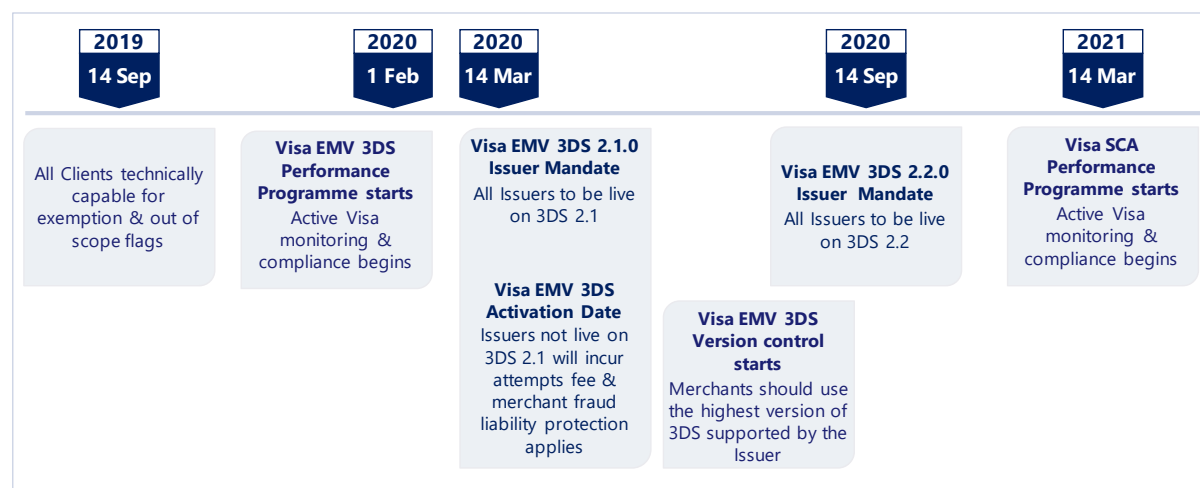 2019
14 Sep
2020
1 Feb
2020
14 Mar
2020
14 Sep
2021
14 Mar
All Clients technically
capable for
exemption & out of
scope flags
Visa EMV 3DS
Performance
Programme starts
Active Visa
monitoring &
compliance begins
Visa EMV 3DS 2.1.0
Issuer Mandate
All Issuers to be live
on 3DS 2.1
Visa EMV 3DS
Activation Date
Issuers not live on
3DS 2.1 will incur
attempts fee &
merchant fraud
liability protection
applies
Visa EMV 3DS
Version control
starts
Merchants should use
the highest version of
3DS supported by the
Issuer
Visa EMV 3DS 2.2.0
Issuer Mandate
All Issuers to be live
on 3DS 2.2
Visa SCA
Performance
Programme starts
Active Visa
monitoring &
compliance begins